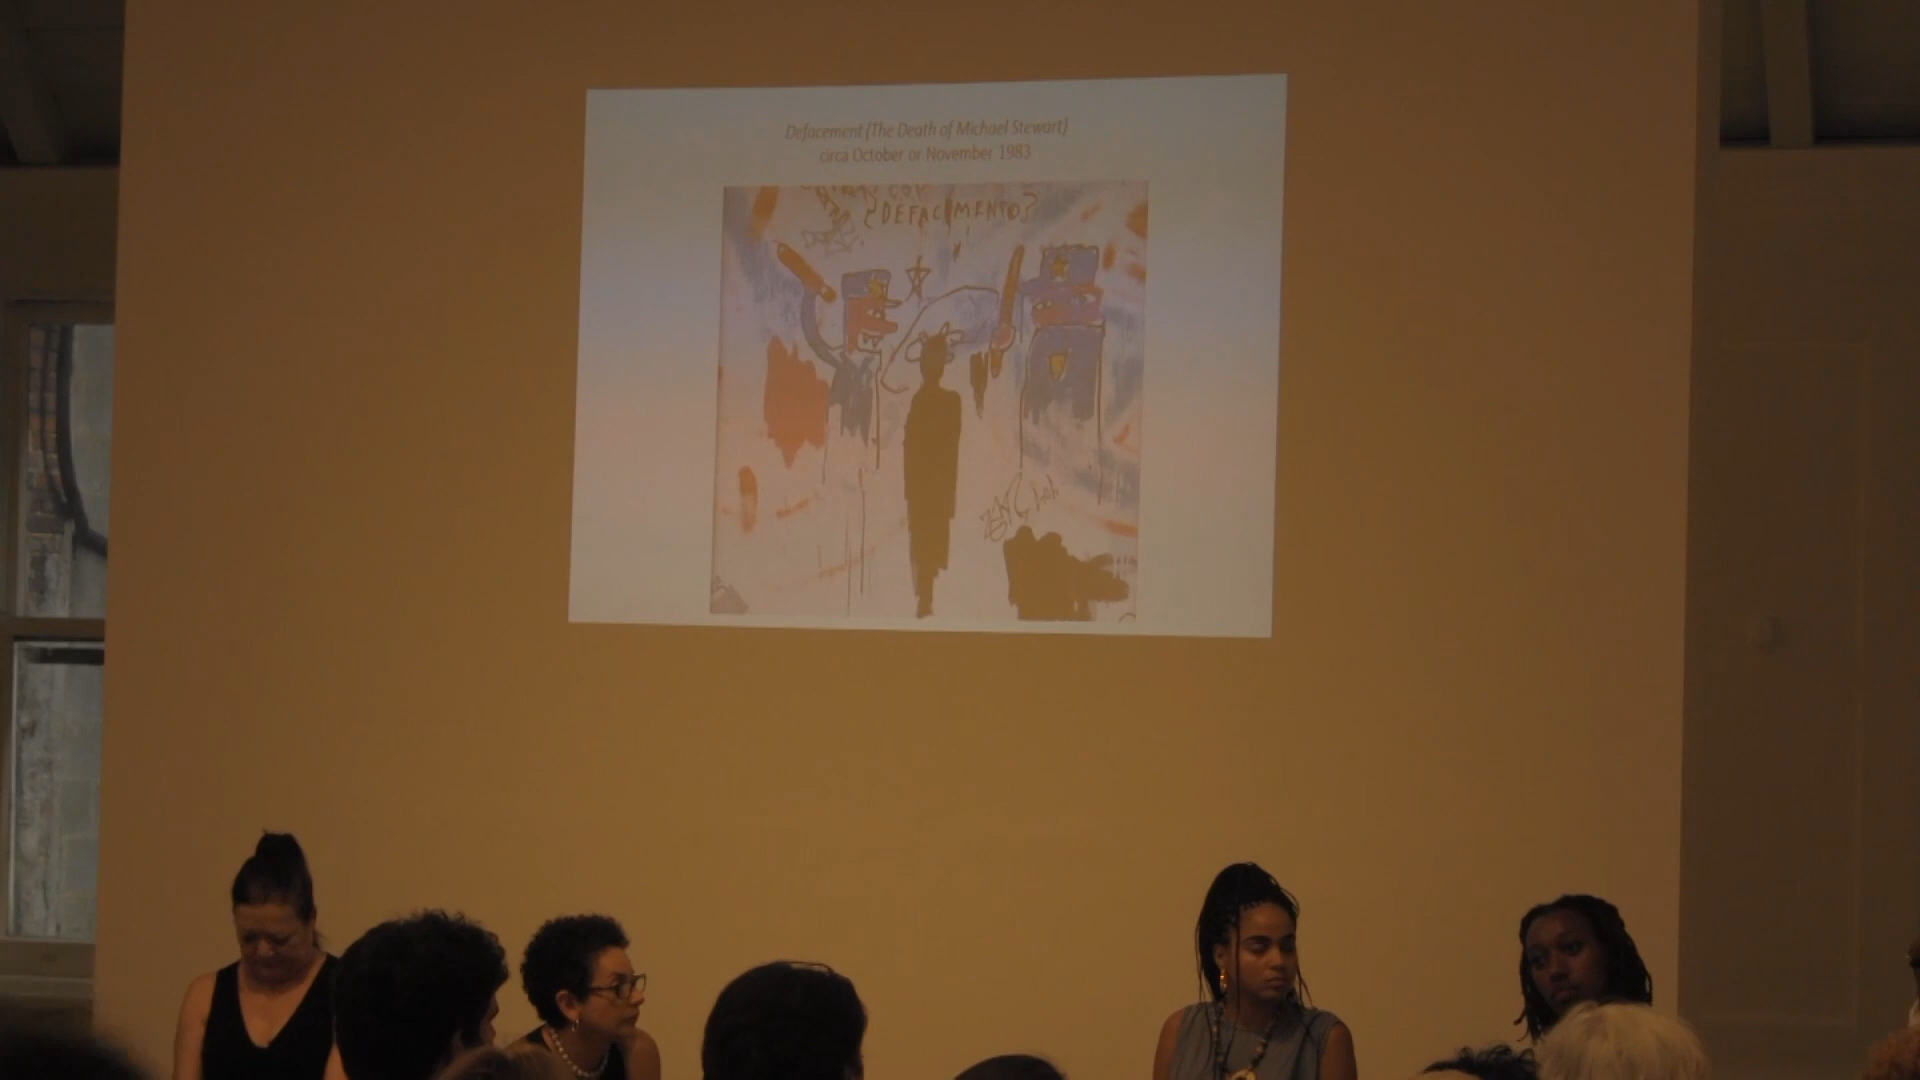 Defacement (The Death of Michael Stewart)
circa October or November 1983
¿DEFACIMENTO?